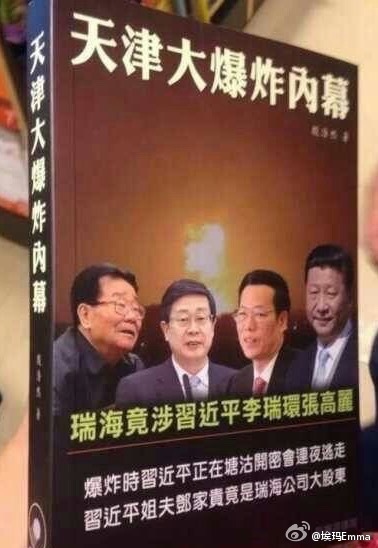 天津大爆炸內幕
著
天津大爆炸內幕
著
瑞海竟涉習近平李瑞環張高麗
爆炸時習近平正在塘沽開密會連夜遙走
習近平姐夫鄧家貴竟是瑞海公司大股東
@埃玛Emma